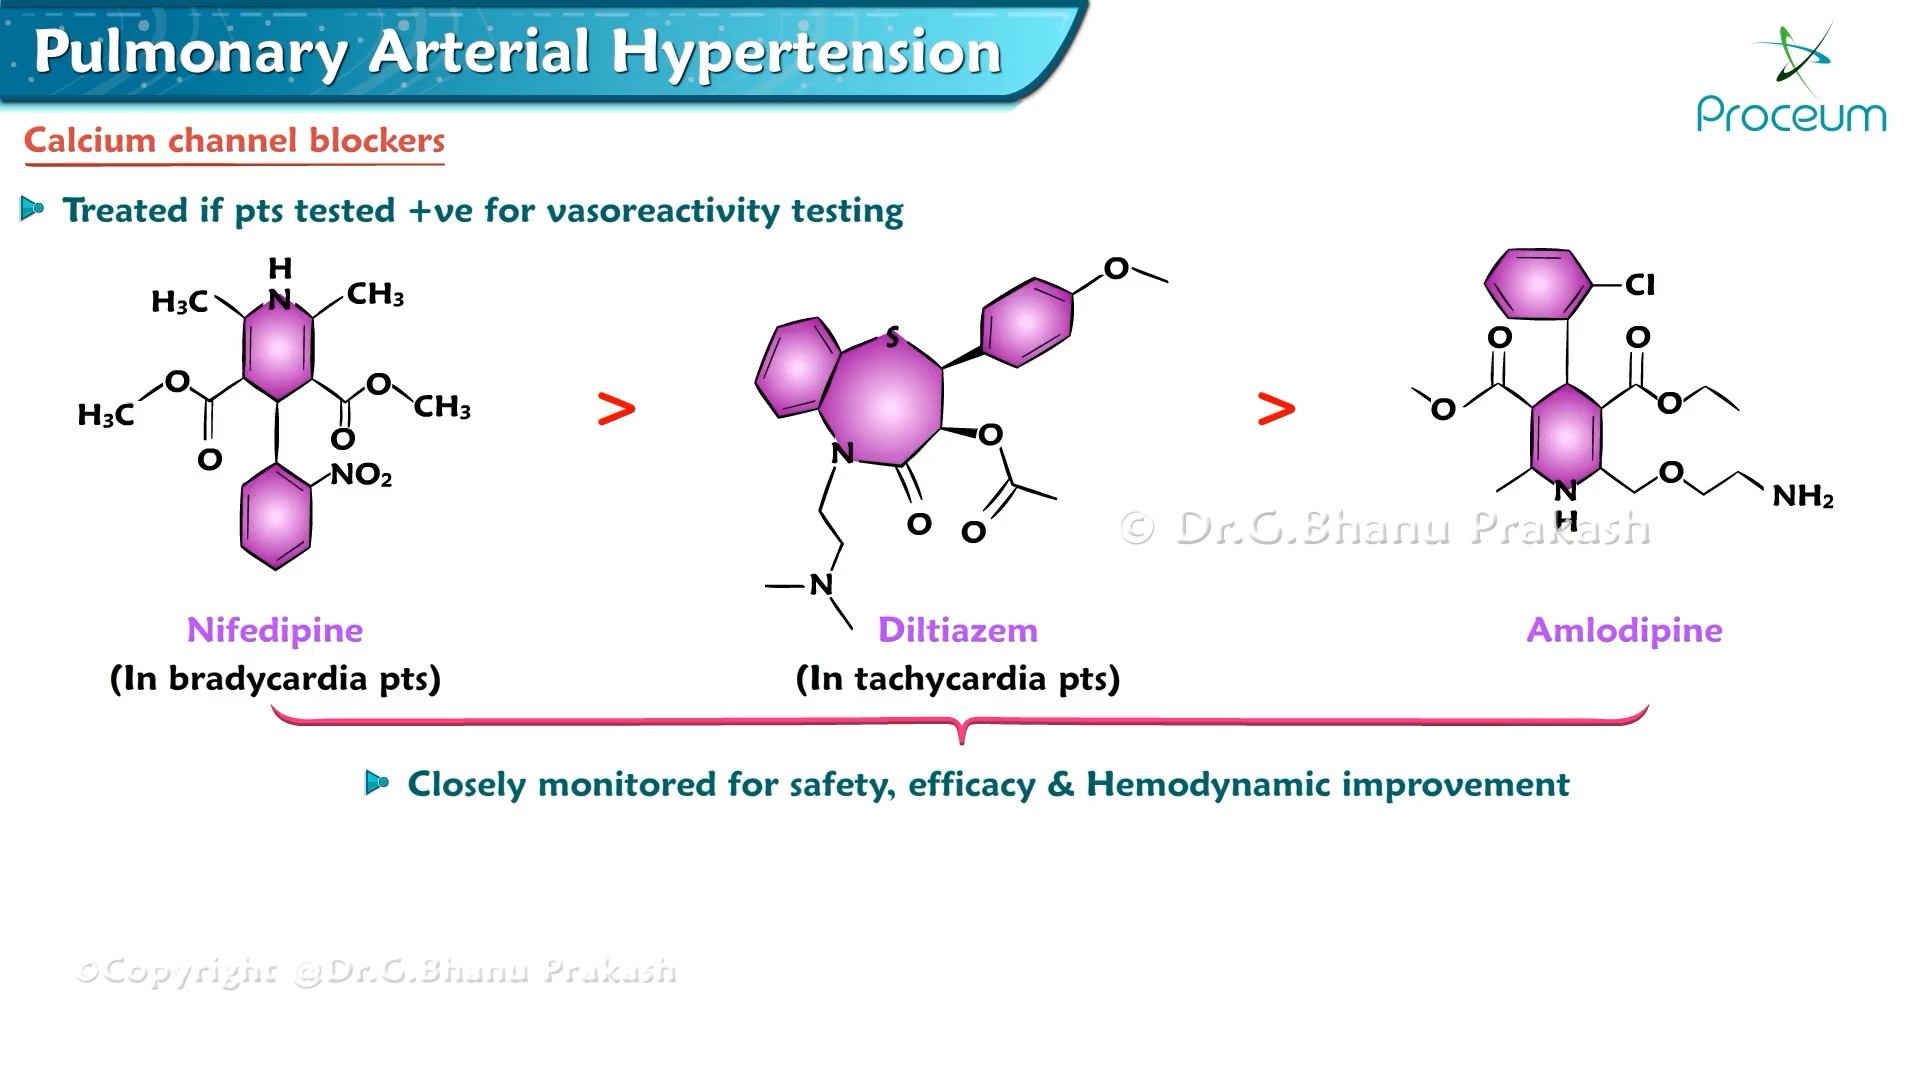 Pulmonary Arterial Hypertension
Proceum
Calcium channel blockers
Treated if pts tested +ve for vasoreactivity testing
H
N
H₃C
CH₃
O
O
H₃C
CH₃
O
O
NO₂
>
O
S
N
O
O
O
N
>
Cl
O
O
O
O
O
N
H
NH₂
© Dr.G.Bhanu Prakash
Nifedipine
Diltiazem
Amlodipine
(In bradycardia pts)
(In tachycardia pts)
Closely monitored for safety, efficacy & Hemodynamic improvement
©Copyright @Dr.G.Bhanu Prakash